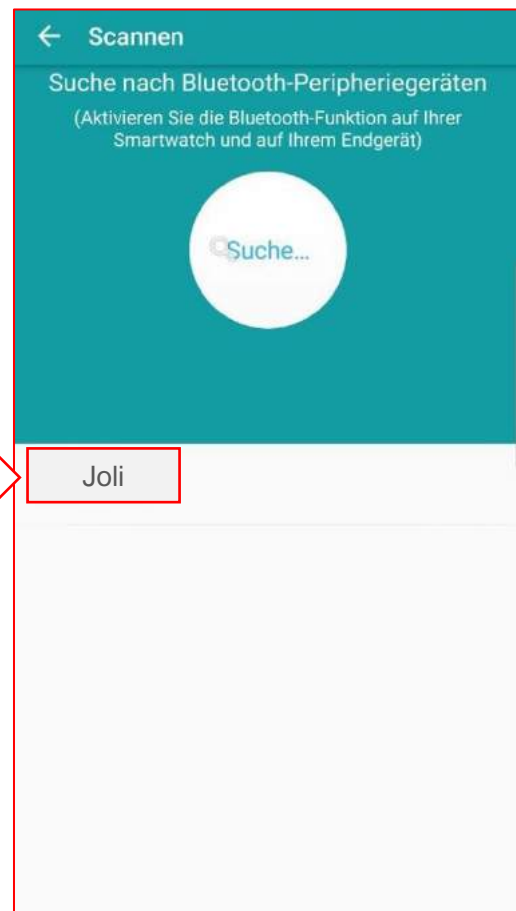 Scannen
Suche nach Bluetooth-Peripheriegeräten
(Aktivieren Sie die Bluetooth-Funktion auf Ihrer
Smartwatch und auf Ihrem Endgerät)
Suche...
Joli